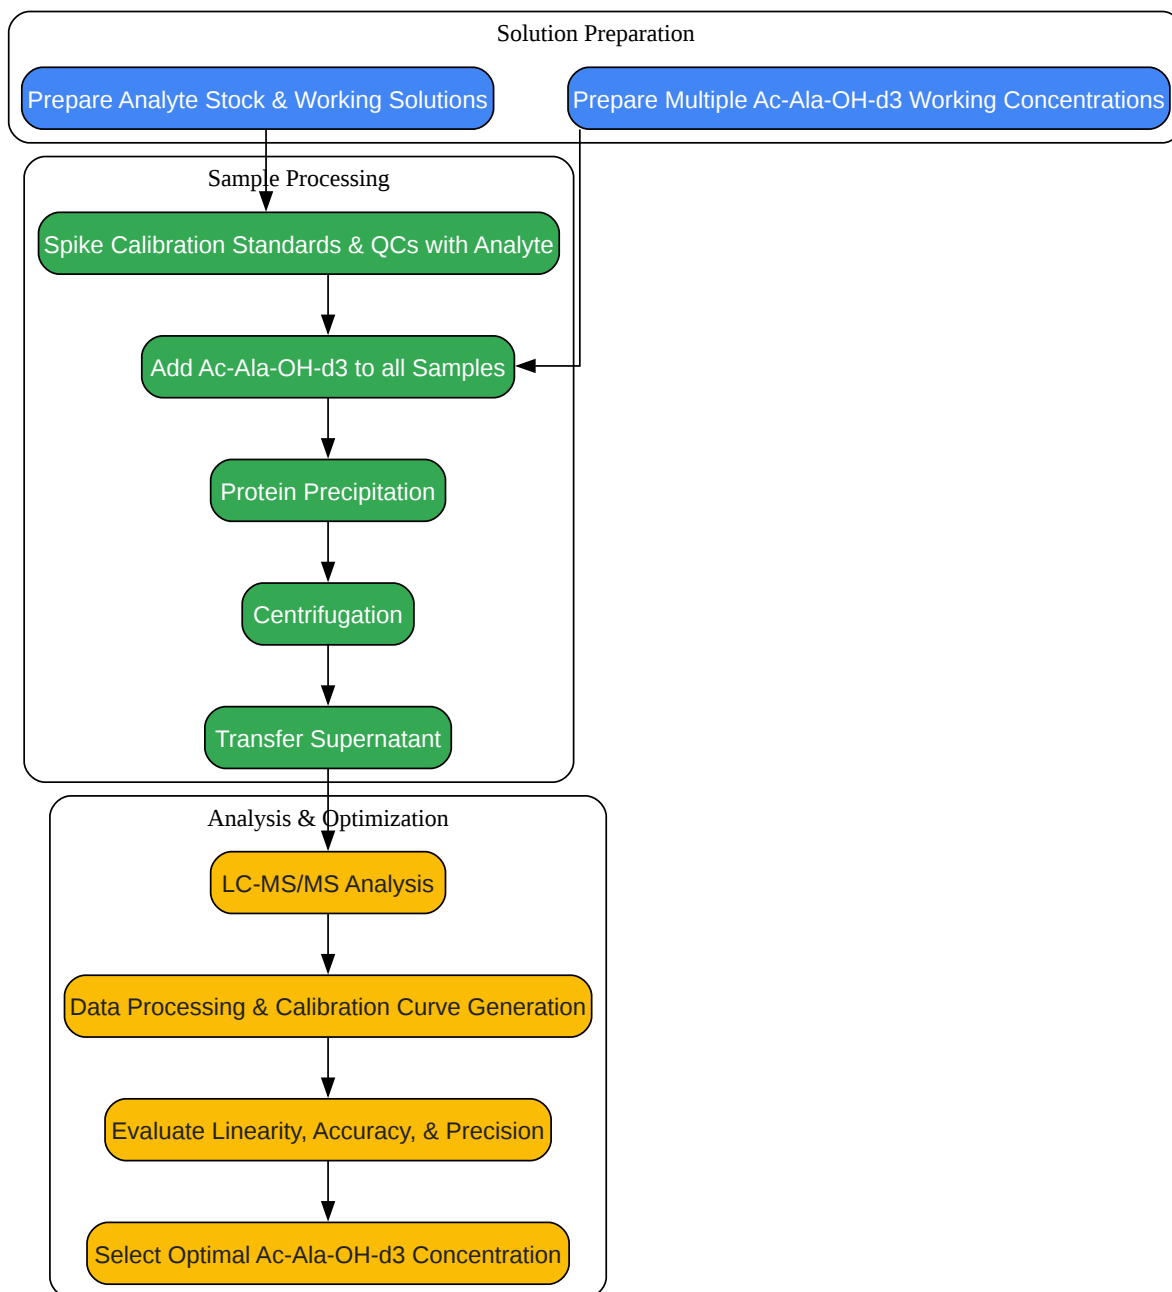 Solution Preparation
Prepare Analyte Stock & Working Solutions
Prepare Multiple Ac-Ala-OH-d3 Working Concentrations
Sample Processing
Spike Calibration Standards & QCs with Analyte
Add Ac-Ala-OH-d3 to all Samples
Protein Precipitation
Centrifugation
Transfer Supernatant
Analysis & Optimization
LC-MS/MS Analysis
Data Processing & Calibration Curve Generation
Evaluate Linearity, Accuracy, & Precision
Select Optimal Ac-Ala-OH-d3 Concentration